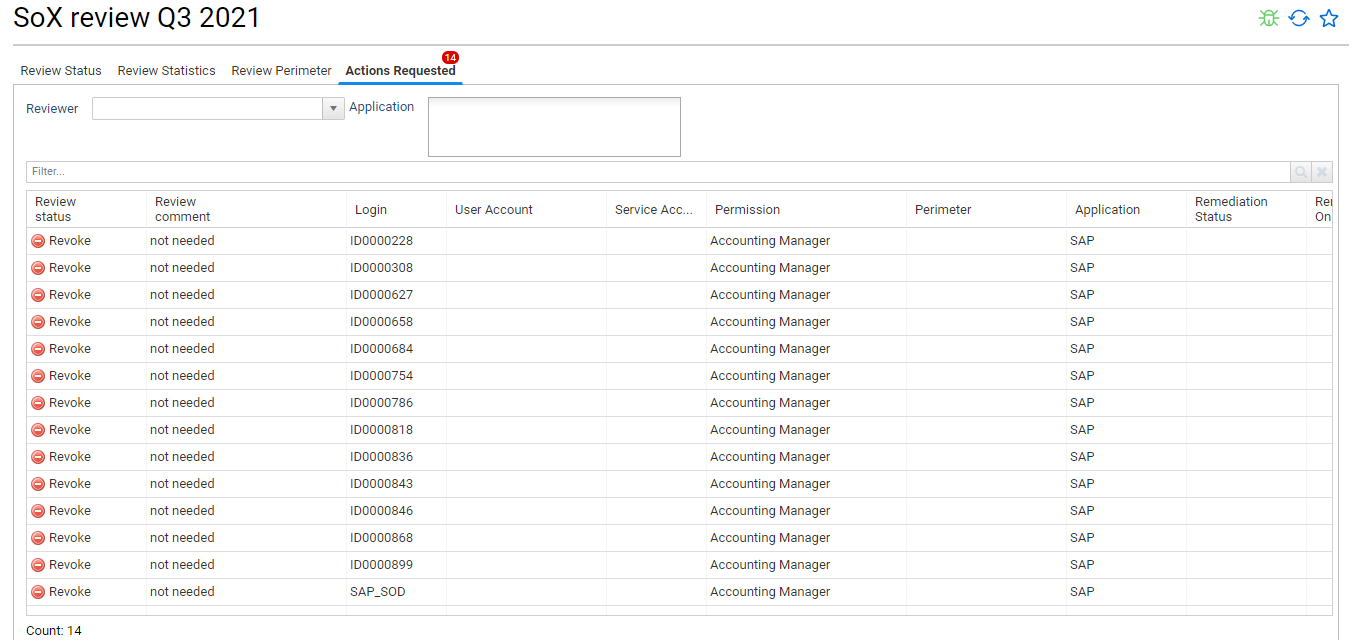 SoX review Q3 2021
Review Status Review Statistics Review Perimeter Actions Requested 14
Reviewer Application
Filter...
Review status Review comment Login User Account Service Acc... Permission Perimeter Application Remediation Status Rer On
Revoke not needed ID0000228 Accounting Manager SAP
Revoke not needed ID0000308 Accounting Manager SAP
Revoke not needed ID0000627 Accounting Manager SAP
Revoke not needed ID0000658 Accounting Manager SAP
Revoke not needed ID0000684 Accounting Manager SAP
Revoke not needed ID0000754 Accounting Manager SAP
Revoke not needed ID0000786 Accounting Manager SAP
Revoke not needed ID0000818 Accounting Manager SAP
Revoke not needed ID0000836 Accounting Manager SAP
Revoke not needed ID0000843 Accounting Manager SAP
Revoke not needed ID0000846 Accounting Manager SAP
Revoke not needed ID0000868 Accounting Manager SAP
Revoke not needed ID0000899 Accounting Manager SAP
Revoke not needed SAP_SOD Accounting Manager SAP
Count: 14